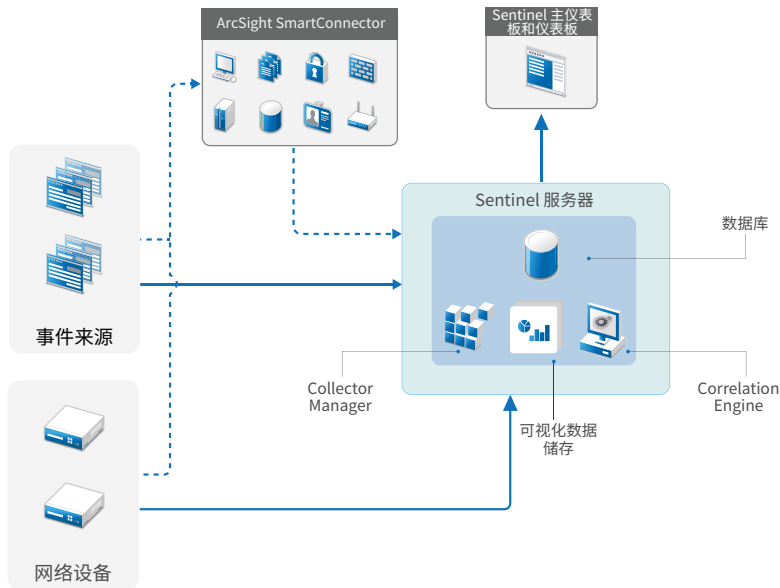 ArcSight SmartConnector
Sentinel 主仪表
板和仪表板
Sentinel 服务器
数据库
事件来源
Collector
Manager
可视化数据
储存
Correlation
Engine
网络设备